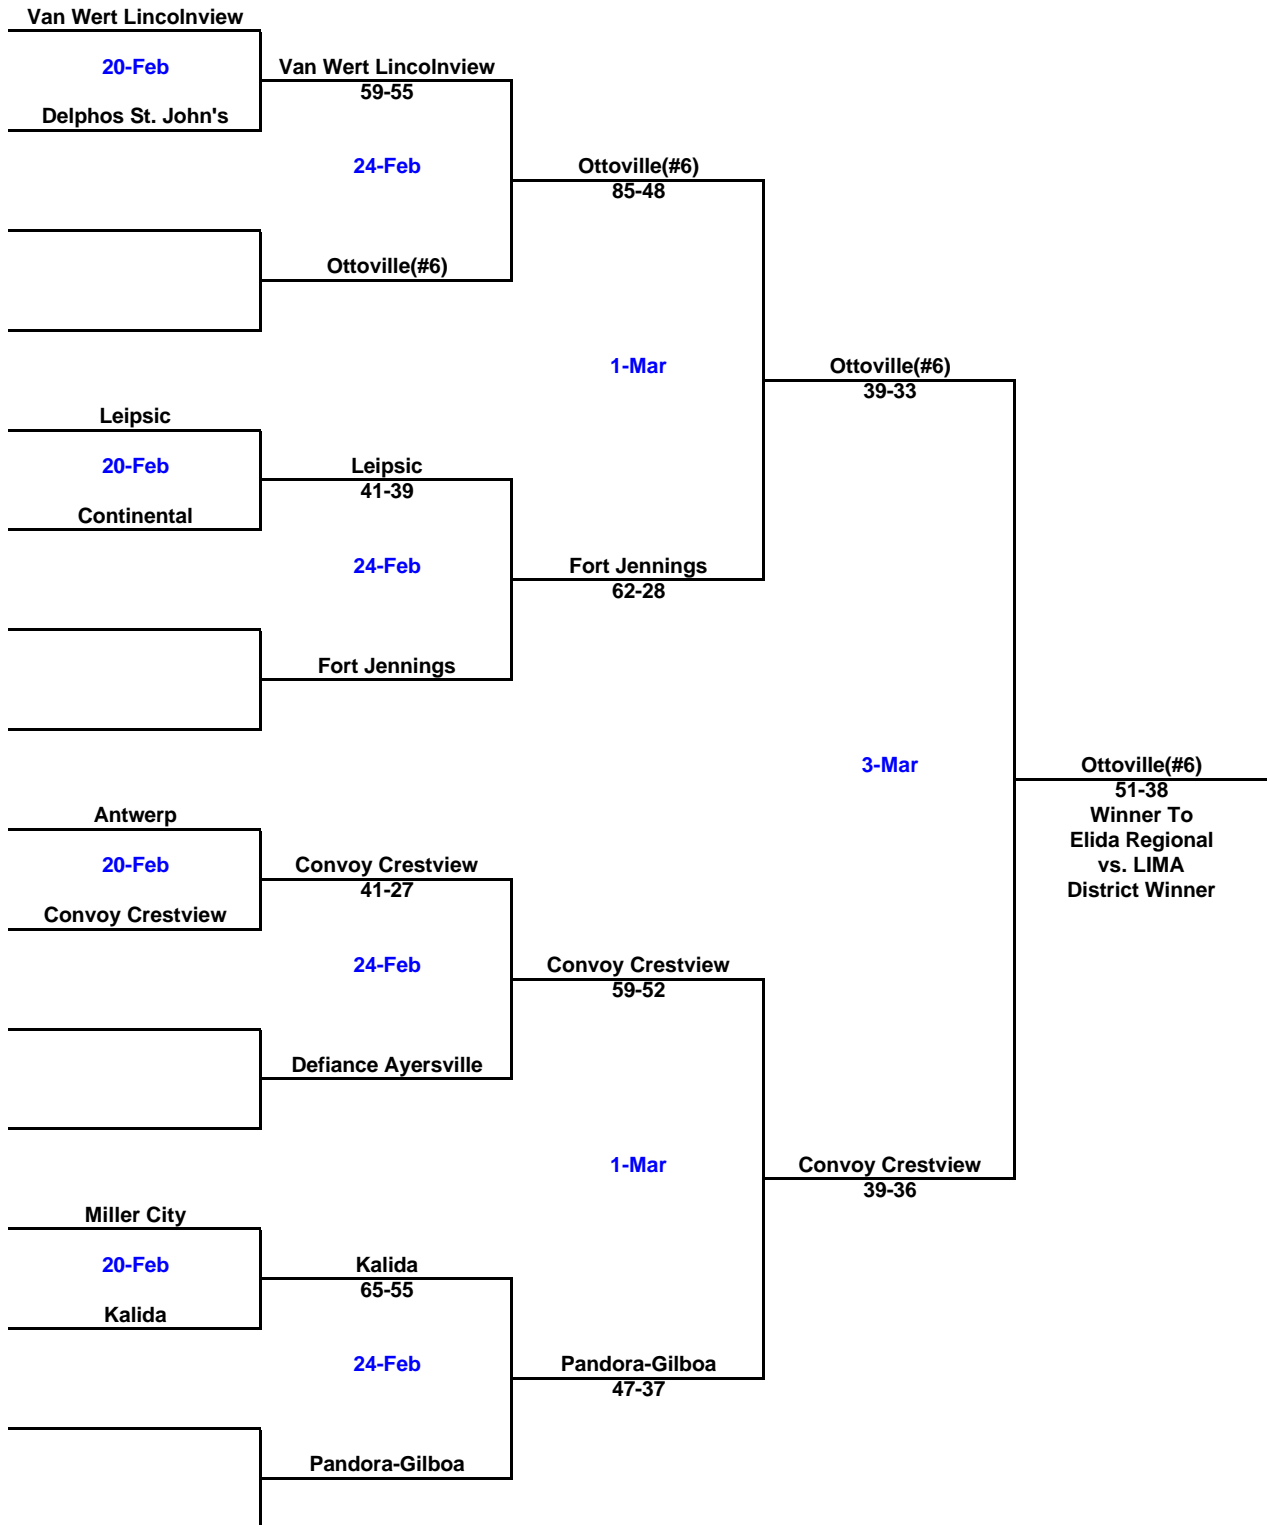 Van Wert Lincolnview
20-Feb
Van Wert Lincolnview
59-55
Delphos St. John's
24-Feb
Ottoville(#6)
85-48
Ottoville(#6)
1-Mar
Ottoville(#6)
39-33
Leipsic
20-Feb
Leipsic
41-39
Continental
24-Feb
Fort Jennings
62-28
Fort Jennings
3-Mar
Ottoville(#6)
51-38
Winner To
Elida Regional
vs. LIMA
District Winner
Antwerp
20-Feb
Convoy Crestview
41-27
Convoy Crestview
24-Feb
Convoy Crestview
59-52
Defiance Ayersville
1-Mar
Convoy Crestview
39-36
Miller City
20-Feb
Kalida
65-55
Kalida
24-Feb
Pandora-Gilboa
47-37
Pandora-Gilboa